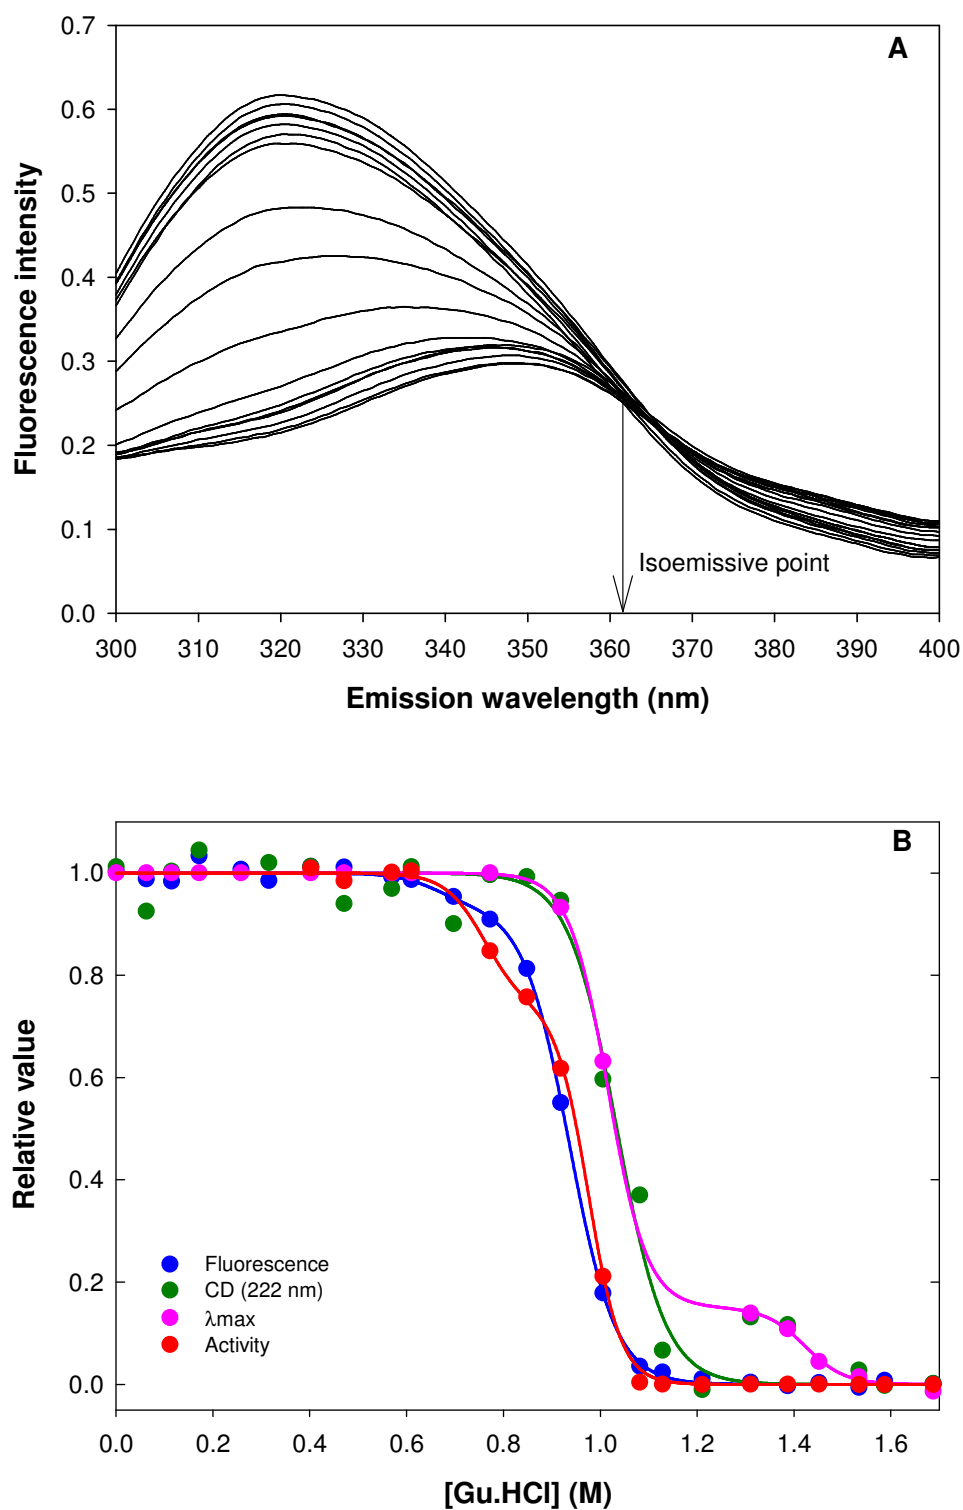 A
Fluorescence intensity
0.7
0.6
0.5
0.4
0.3
0.2
0.1
0.0
Isoemissive point
300 310 320 330 340 350 360 370 380 390 400
Emission wavelength (nm)
B
Relative value
1.0
0.8
0.6
0.4
0.2
0.0
Fluorescence
CD (222 nm)
λmax
Activity
0.0 0.2 0.4 0.6 0.8 1.0 1.2 1.4 1.6
[Gu.HCl] (M)